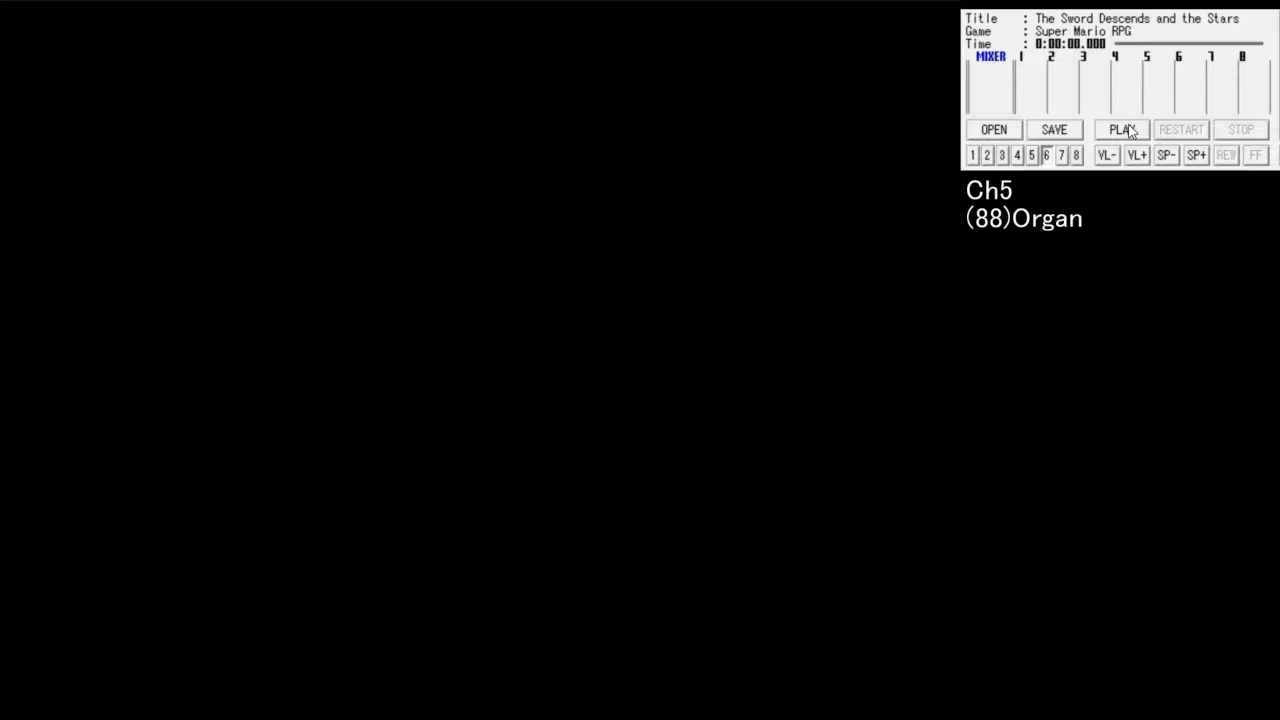 Title : The Sword Descends and the Stars
Game : Super Mario RPG
Time : 0:00:00.000
MIXER 1 2 3 4 5 6 7 8
OPEN SAVE PLAY RESTART STOP
1 2 3 4 5 6 7 8 VL- VL+ SP- SP+ REW FF
Ch5
(88)Organ